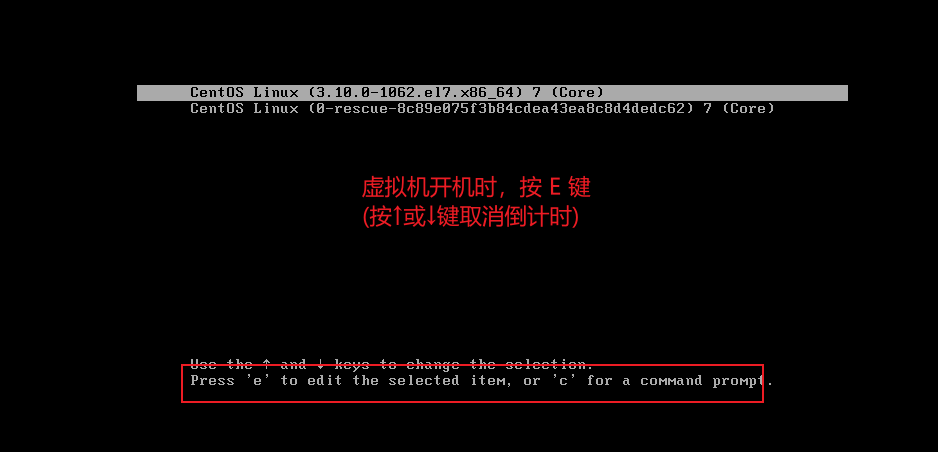 CentOS Linux (3.10.0-1062.el7.x86_64) 7 (Core)
CentOS Linux (0-rescue-8c89e075f3b84cdea43ea8c8d4dedc62) 7 (Core)
虚拟机开机时，按 E 键
(按↑或↓键取消倒计时)
Use the ↑ and ↓ keys to change the selection.
Press 'e' to edit the selected item, or 'c' for a command prompt.